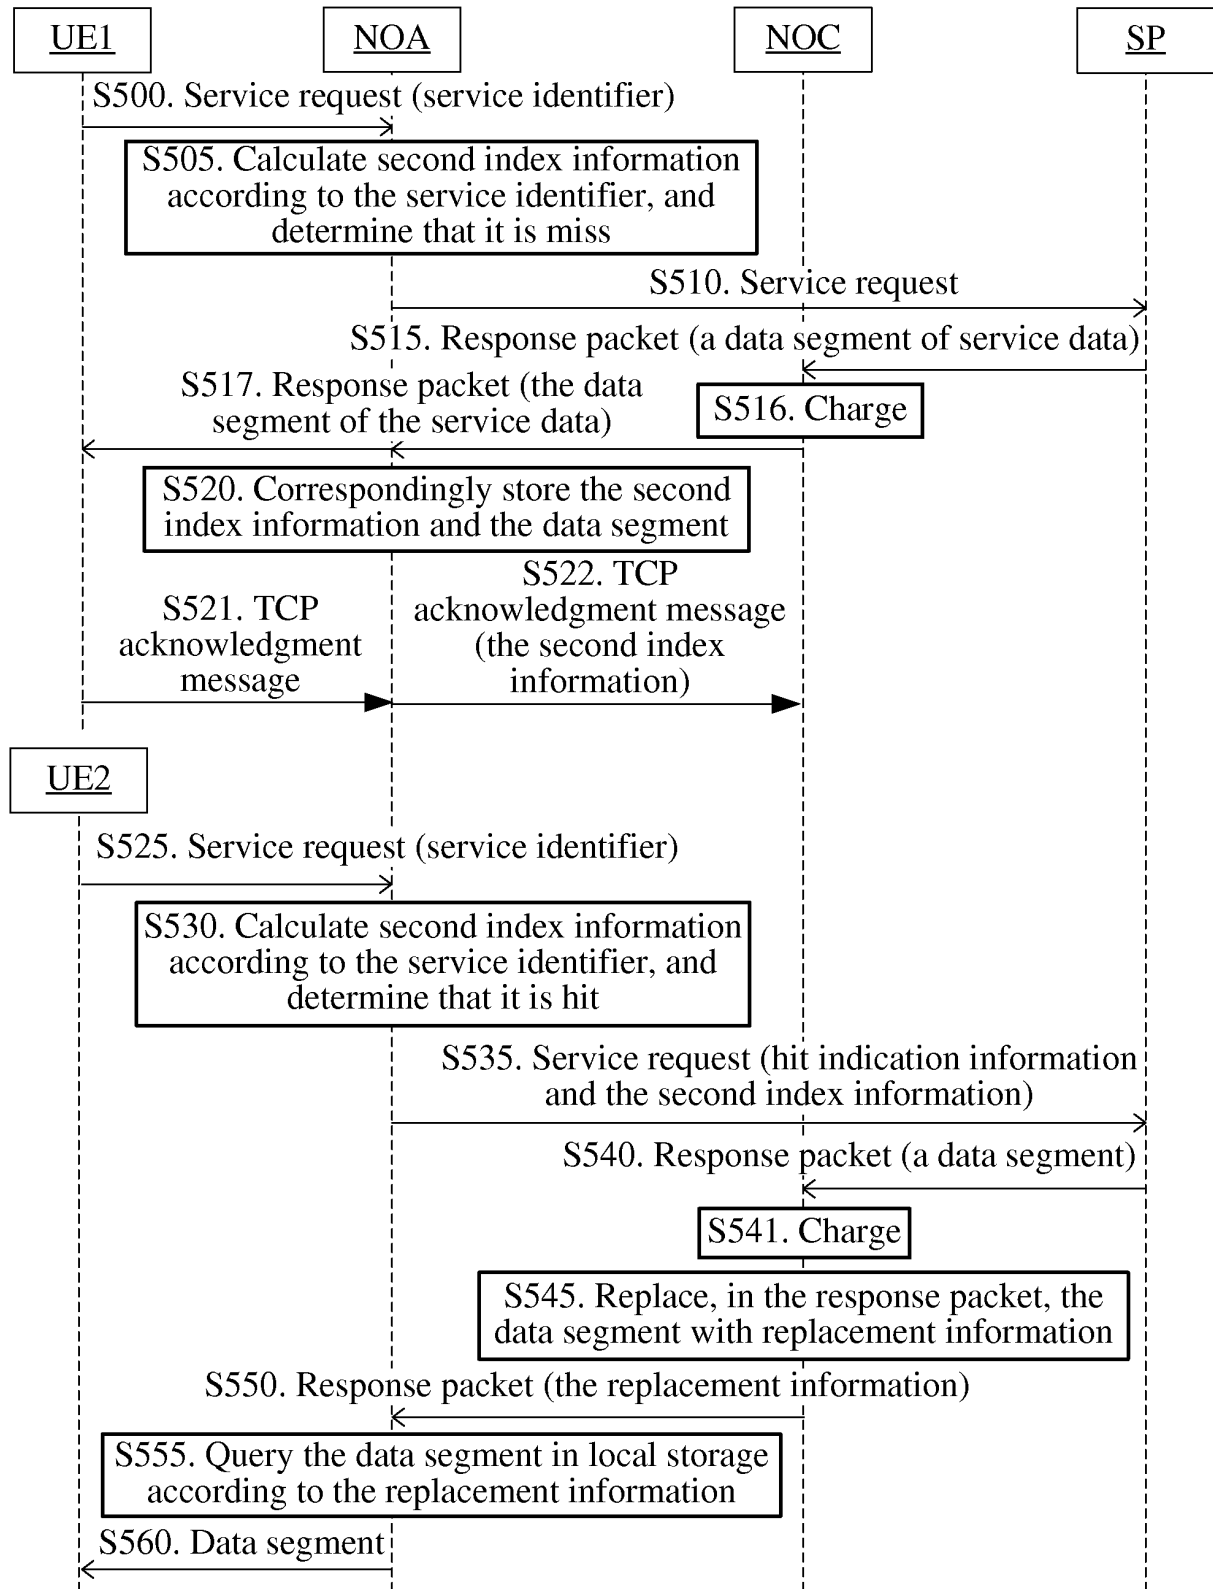 UE1
NOA
NOC
SP
S500. Service request (service identifier)
S505. Calculate second index information
according to the service identifier, and
determine that it is miss
S510. Service request
S515. Response packet (a data segment of service data)
S517. Response packet (the data
segment of the service data)
S516. Charge
S520. Correspondingly store the second
index information and the data segment
S521. TCP
acknowledgment
message
S522. TCP
acknowledgment message
(the second index
information)
UE2
S525. Service request (service identifier)
S530. Calculate second index information
according to the service identifier, and
determine that it is hit
S535. Service request (hit indication information
and the second index information)
S540. Response packet (a data segment)
S541. Charge
S545. Replace, in the response packet, the
data segment with replacement information
S550. Response packet (the replacement information)
S555. Query the data segment in local storage
according to the replacement information
S560. Data segment